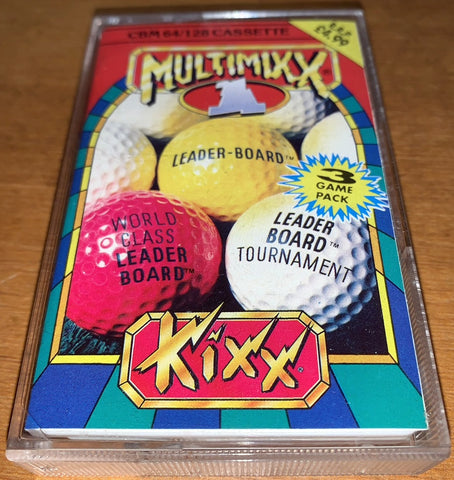 CBM 64/128 CASSETTE
R.R.P.
£4.99
MULTIMIXX
1
LEADER-BOARD™
3
GAME
PACK
WORLD
CLASS
LEADER
BOARD™
LEADER
BOARD™
TOURNAMENT
KiXX